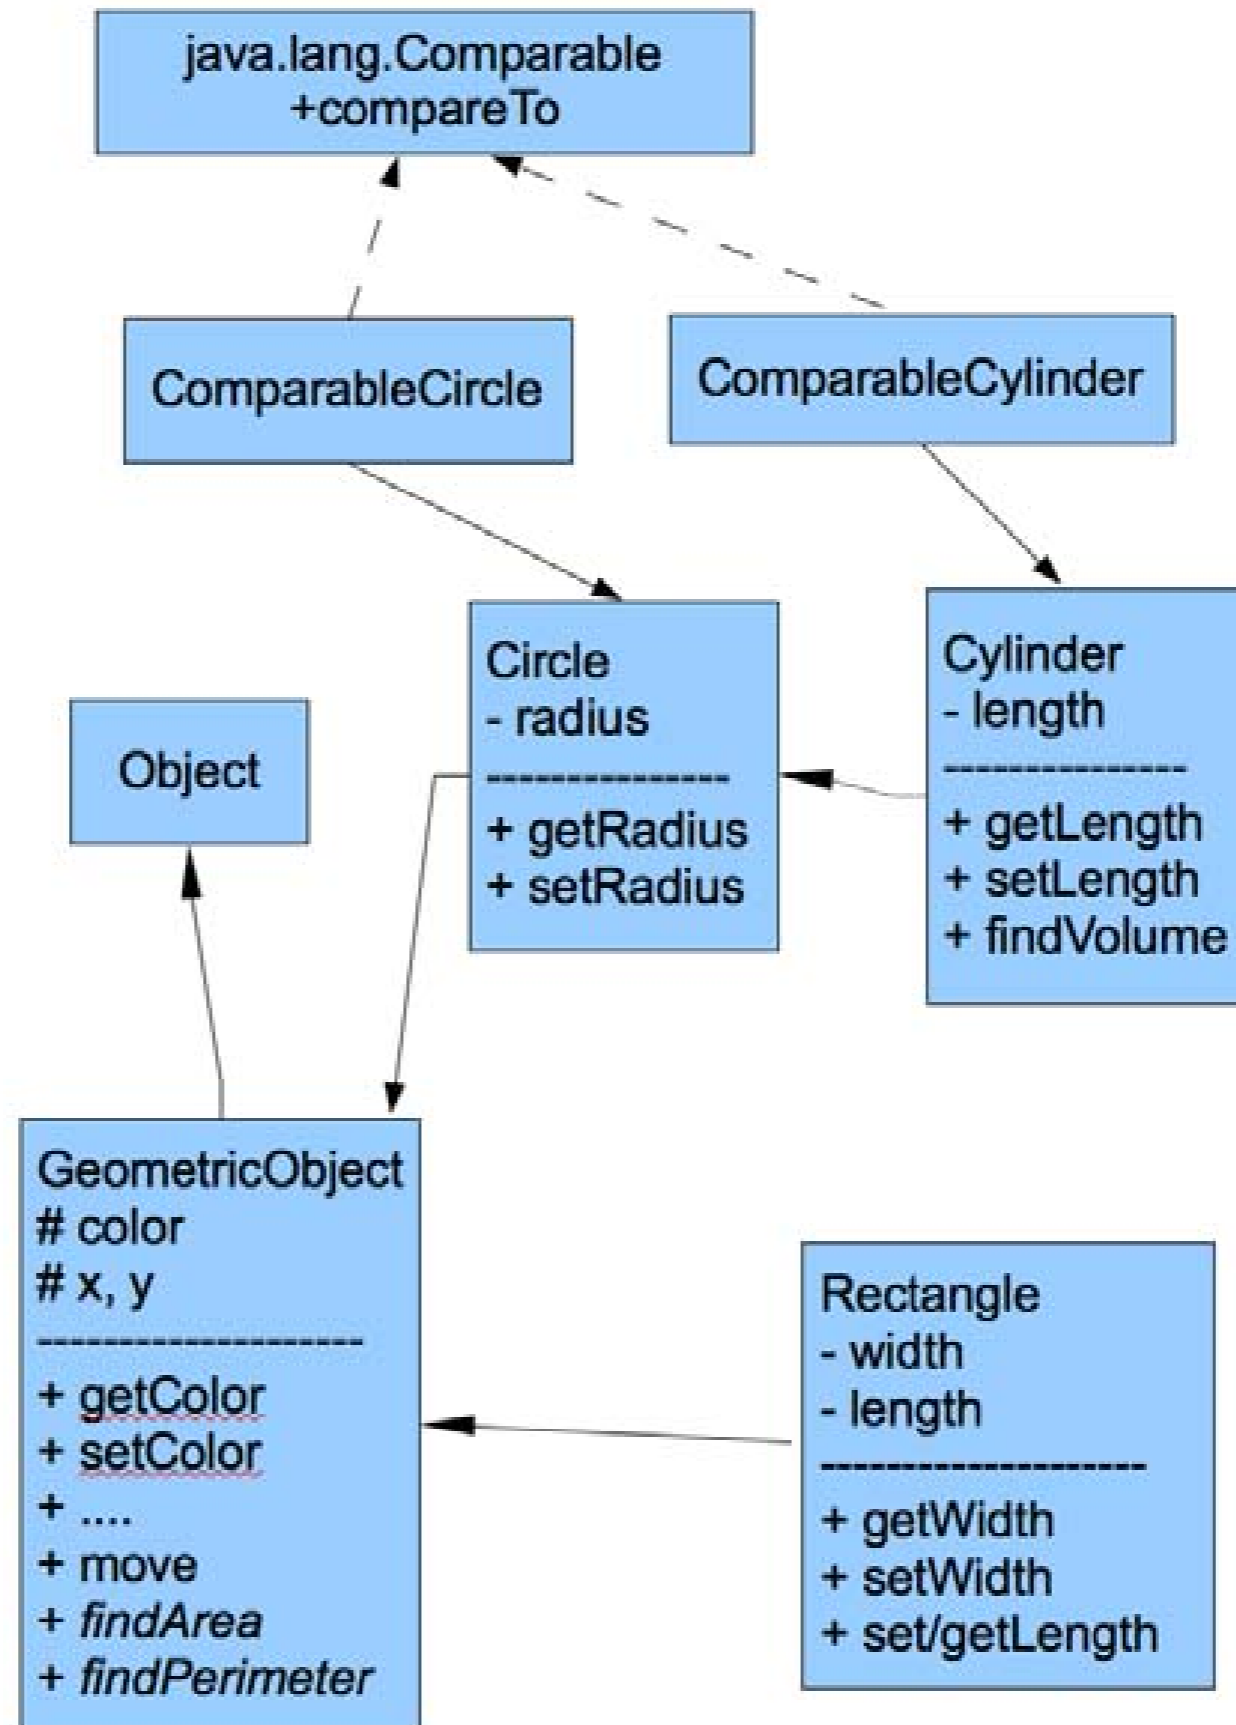 java.lang.Comparable
+compareTo
ComparableCircle
ComparableCylinder
Circle
- radius
---------------
+ getRadius
+ setRadius
Cylinder
- length
---------------
+ getLength
+ setLength
+ findVolume
Object
GeometricObject
# color
# x, y
--------------------
+ getColor
+ setColor
+ ....
+ move
+ findArea
+ findPerimeter
Rectangle
- width
- length
--------------------
+ getWidth
+ setWidth
+ set/getLength